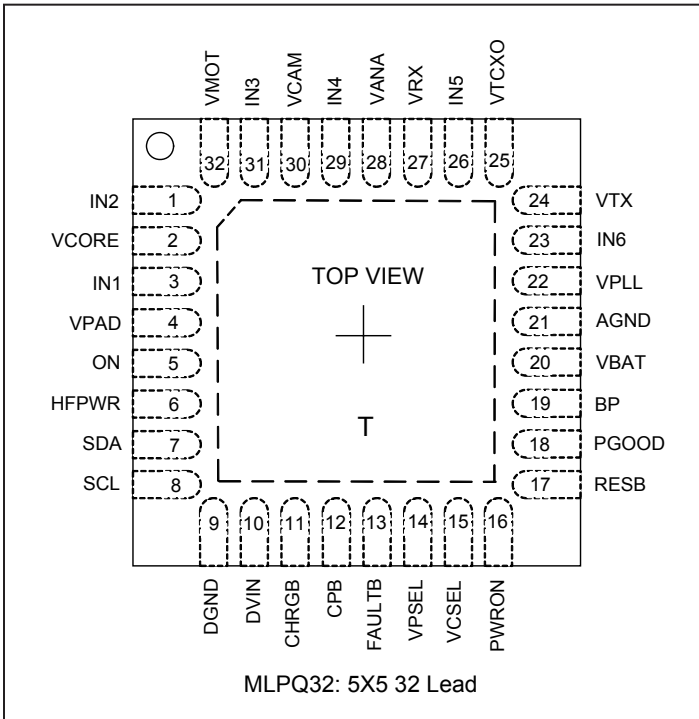 VMOT IN3 VCAM IN4 VANA VRX IN5 VTCXO
32 31 30 29 28 27 26 25
IN2 1 24 VTX
VCORE 2 23 IN6
IN1 3 TOP VIEW 22 VPLL
VPAD 4 21 AGND
ON 5 20 VBAT
HFPWR 6 19 BP
SDA 7 T 18 PGOOD
SCL 8 17 RESB
9 10 11 12 13 14 15 16
DGND DVIN CHRGB CPB FAULTB VPSEL VCSEL PWRON
MLPQ32: 5X5 32 Lead